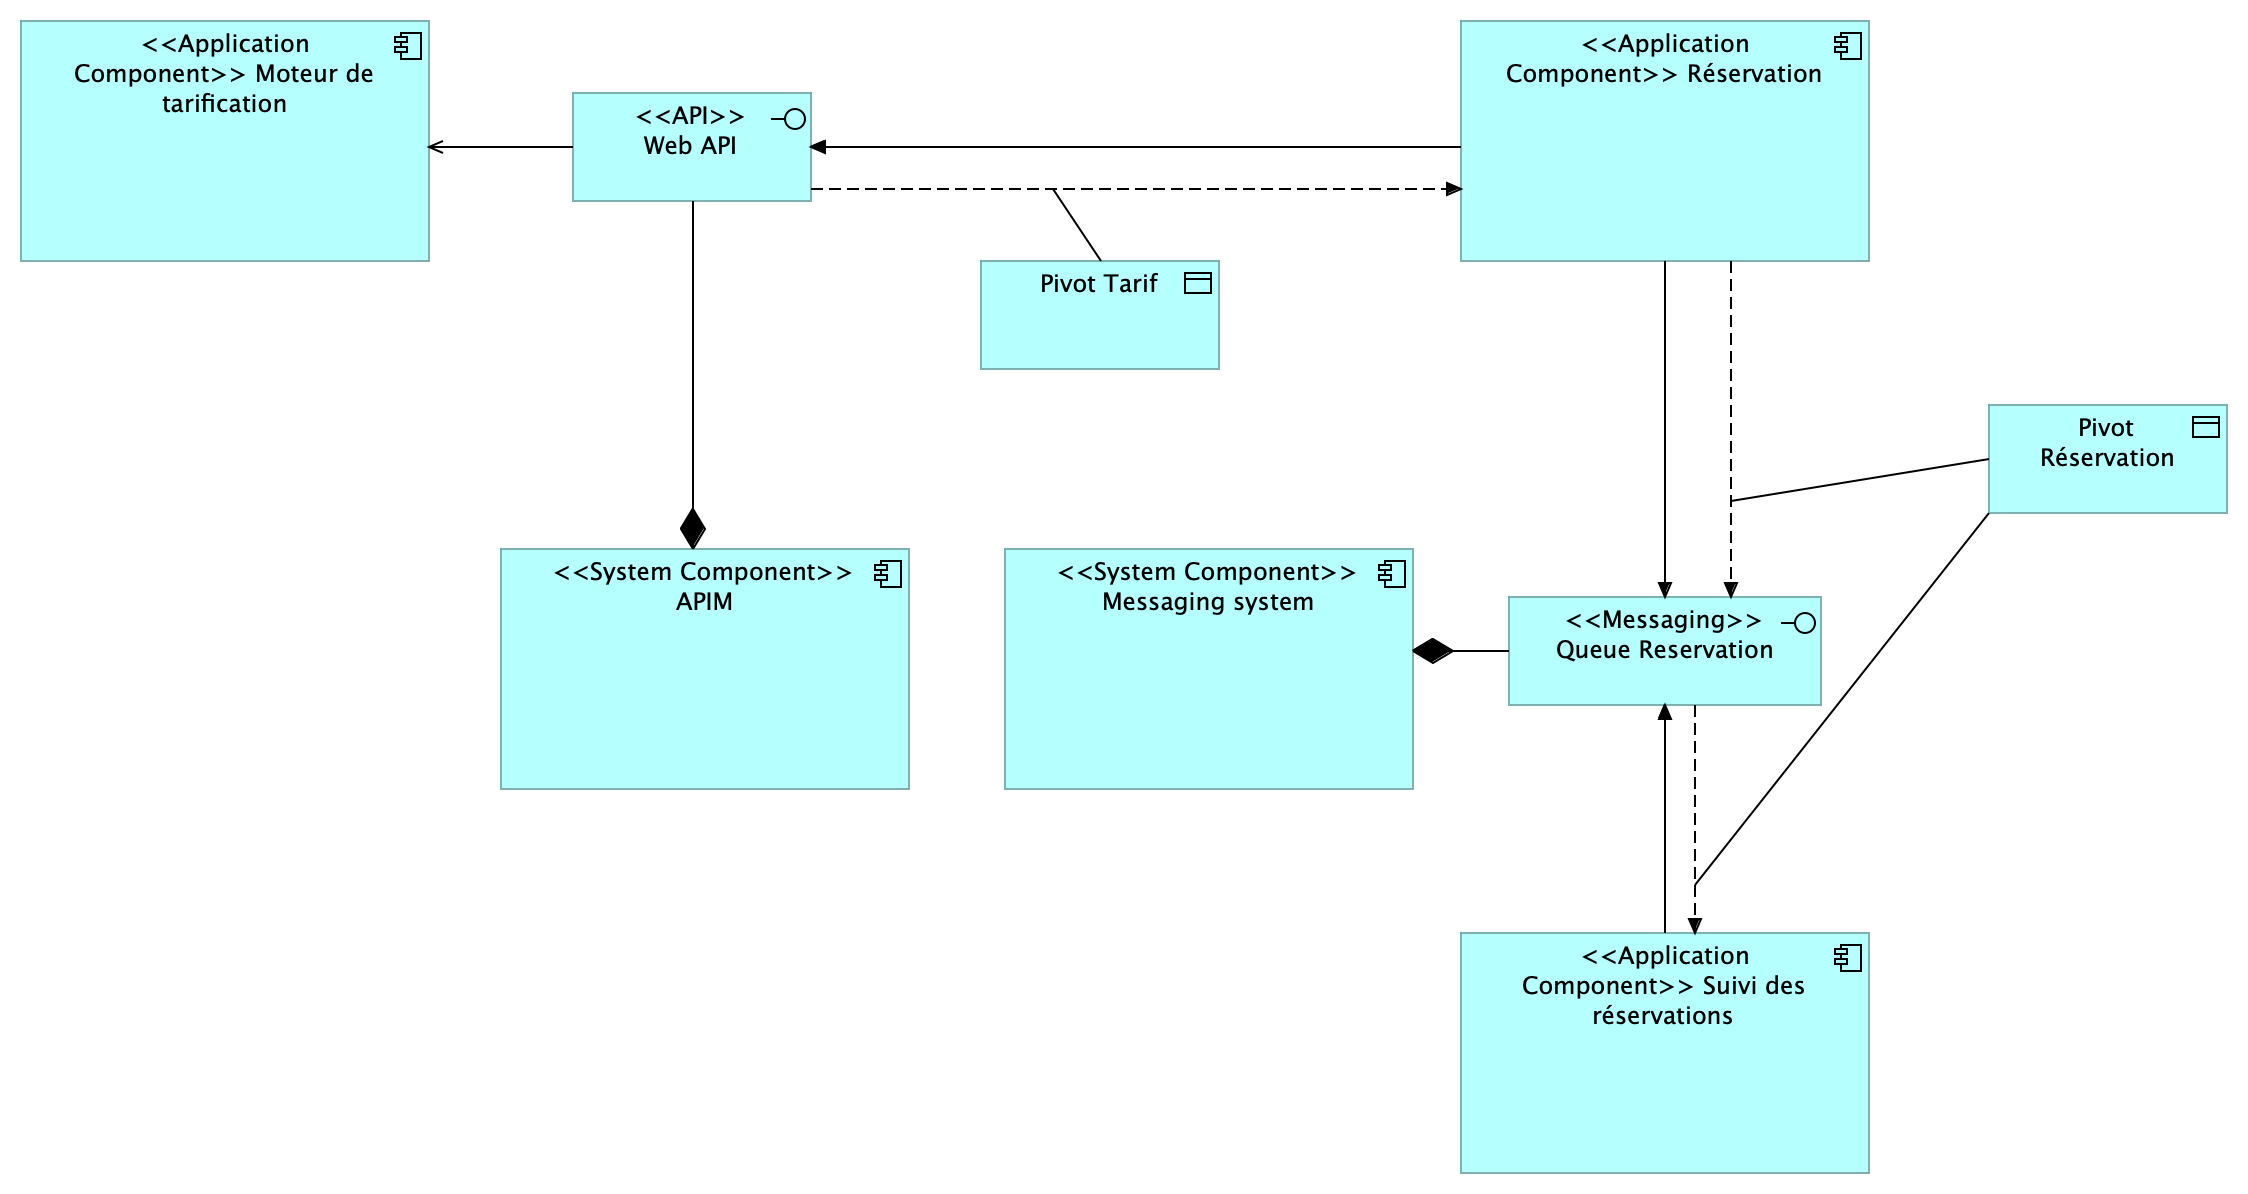 <<Application
Component>> Moteur de
tarification
<<API>>
Web API
<<Application
Component>> Réservation
Pivot Tarif
Pivot
Réservation
<<System Component>>
APIM
<<System Component>>
Messaging system
<<Messaging>>
Queue Reservation
<<Application
Component>> Suivi des
réservations